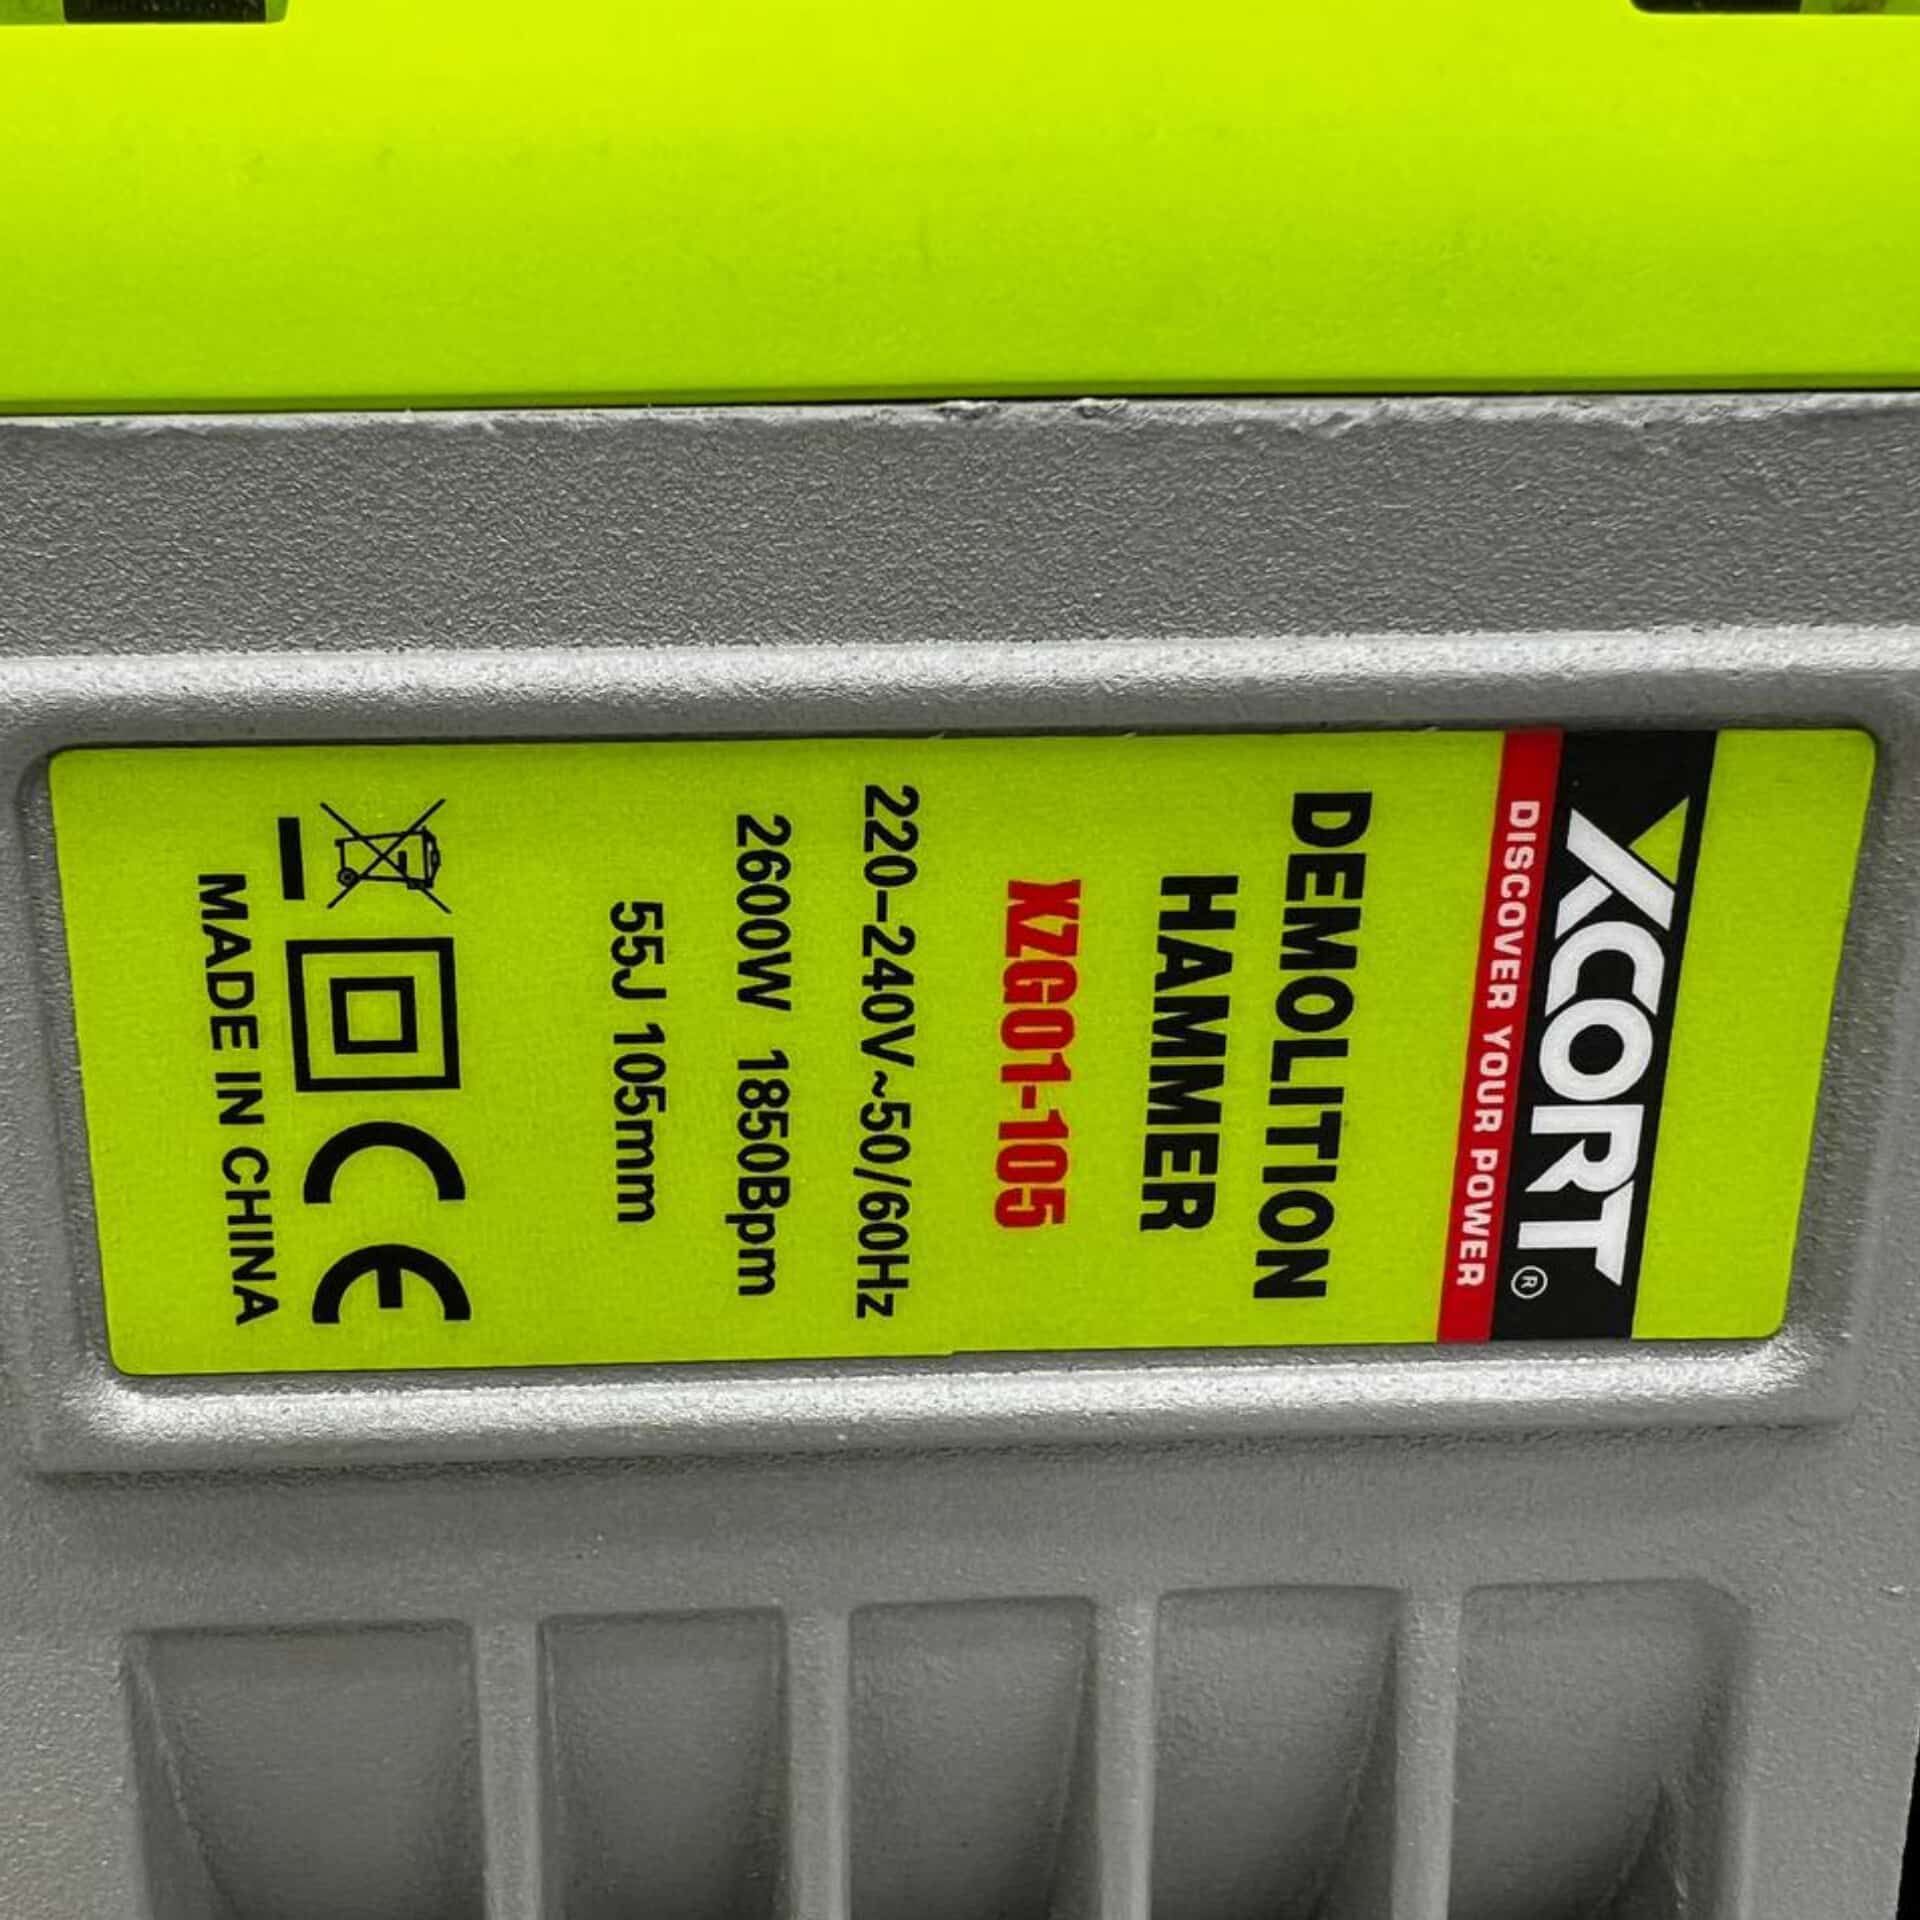 XCORT®
DISCOVER YOUR POWER
DEMOLITION
HAMMER
XZG01-105
220-240V~50/60Hz
2600W 1850Bpm
55J 105mm
CE
MADE IN CHINA